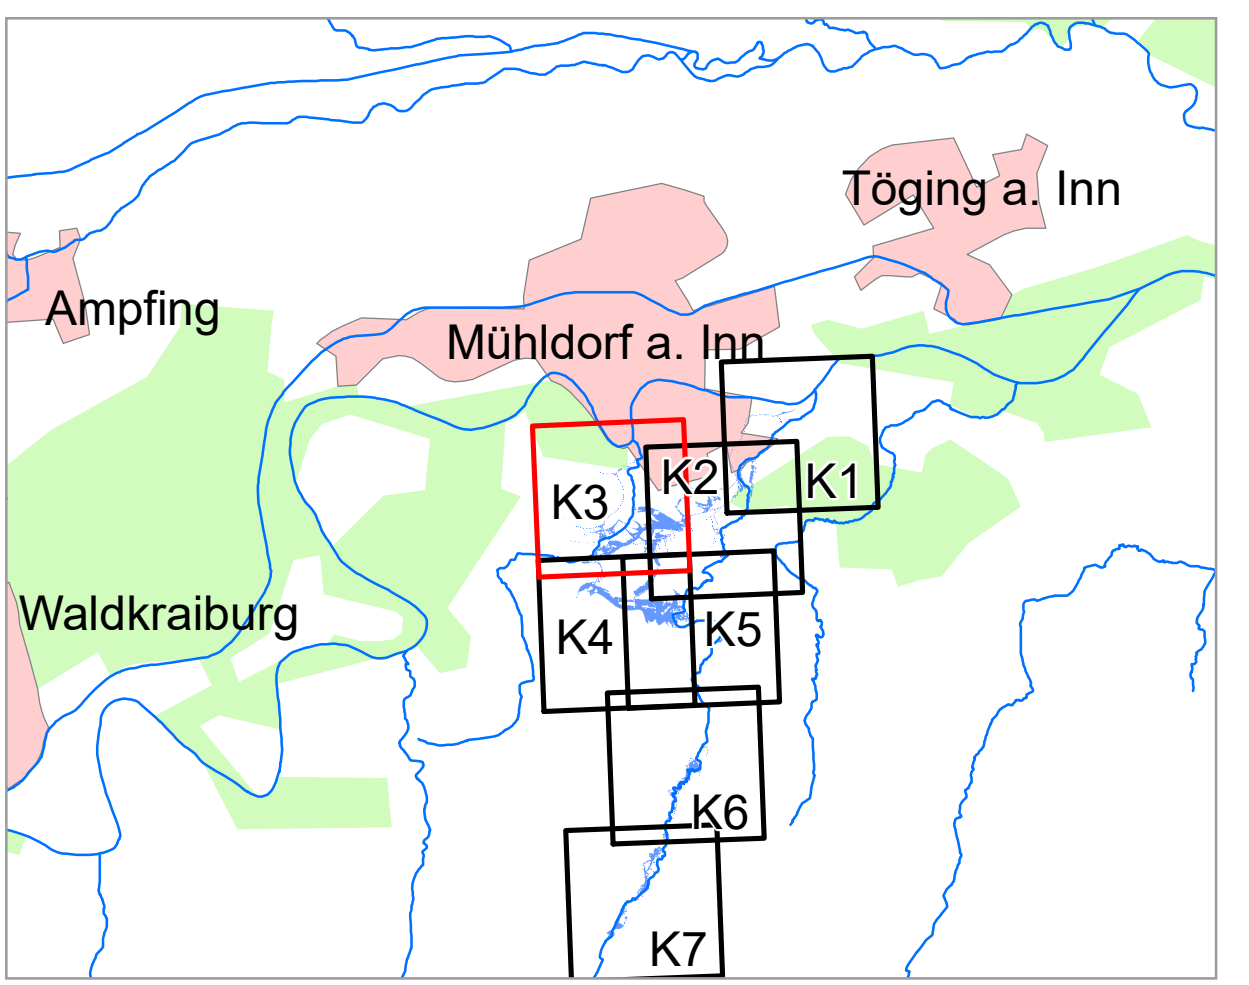 Töging a. Inn
Ampfing
Mühldorf a. Inn
K2
K1
K3
Waldkraiburg
K5
K4
K6
K7